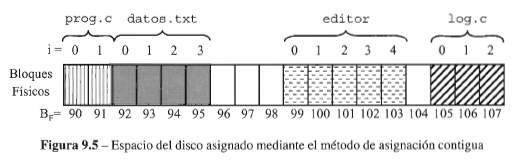 prog.c datos.txt editor log.c
i = 0 1 0 1 2 3 0 1 2 3 4 0 1 2
Bloques
Físicos
B_F= 90 91 92 93 94 95 96 97 98 99 100 101 102 103 104 105 106 107
Figura 9.5 – Espacio del disco asignado mediante el método de asignación contigua